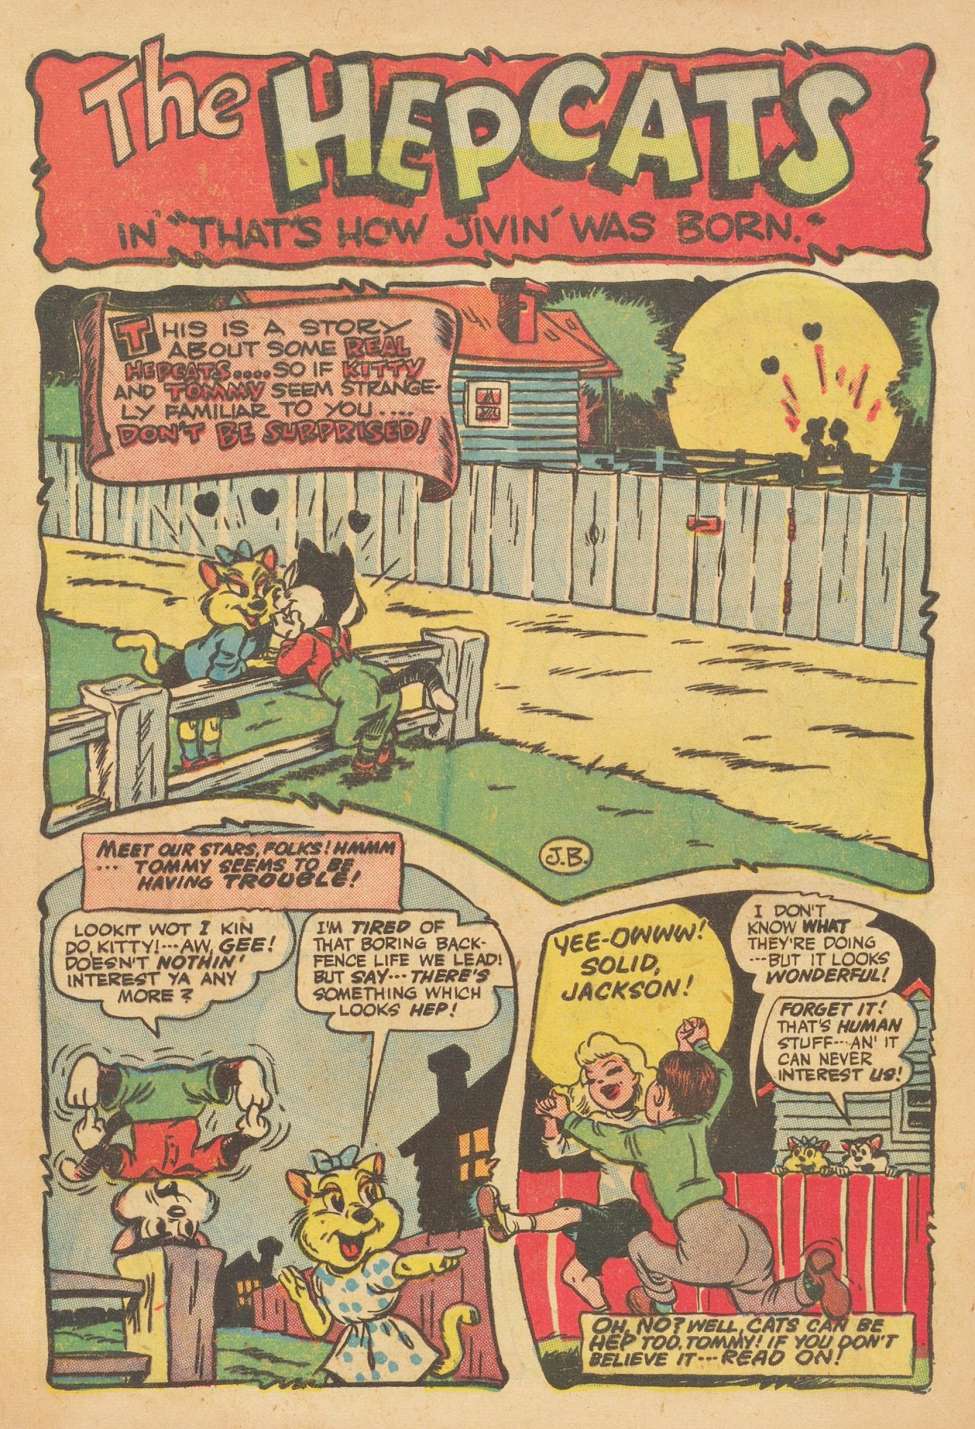 The HEPCATS
IN "THAT'S HOW JIVIN' WAS BORN."
THIS IS A STORY
ABOUT SOME REAL
HEPCATS....SO IF KITTY
AND TOMMY SEEM STRANGE-
LY FAMILIAR TO YOU....
DON'T BE SURPRISED!
J.B.
MEET OUR STARS, FOLKS! HMMM
... TOMMY SEEMS TO BE
HAVING TROUBLE!
LOOKIT WOT I KIN
DO, KITTY!--AW, GEE!
DOESN'T NOTHIN'
INTEREST YA ANY
MORE?
I'M TIRED OF
THAT BORING BACK-
FENCE LIFE WE LEAD!
BUT SAY---THERE'S
SOMETHING WHICH
LOOKS HEP!
YEE-OWWW!
SOLID,
JACKSON!
I DON'T
KNOW WHAT
THEY'RE DOING
---BUT IT LOOKS
WONDERFUL!
FORGET IT!
THAT'S HUMAN
STUFF--AN' IT
CAN NEVER
INTEREST US!
OH, NO? WELL, CATS CAN BE
HEP TOO, TOMMY! IF YOU DON'T
BELIEVE IT---READ ON!